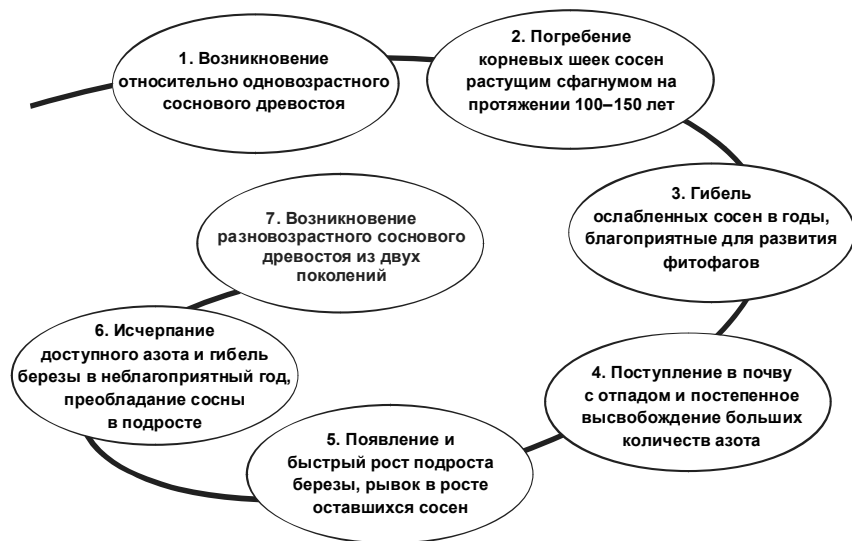 1. Возникновение
относительно одновозрастного
соснового древостоя
2. Погребение
корневых шеек сосен
растущим сфагнумом на
протяжении 100–150 лет
3. Гибель
ослабленных сосен в годы,
благоприятные для развития
фитофагов
4. Поступление в почву
с отпадом и постепенное
высвобождение больших
количеств азота
5. Появление и
быстрый рост подроста
березы, рывок в росте
оставшихся сосен
6. Исчерпание
доступного азота и гибель
березы в неблагоприятный год,
преобладание сосны
в подросте
7. Возникновение
разновозрастного соснового
древостоя из двух
поколений